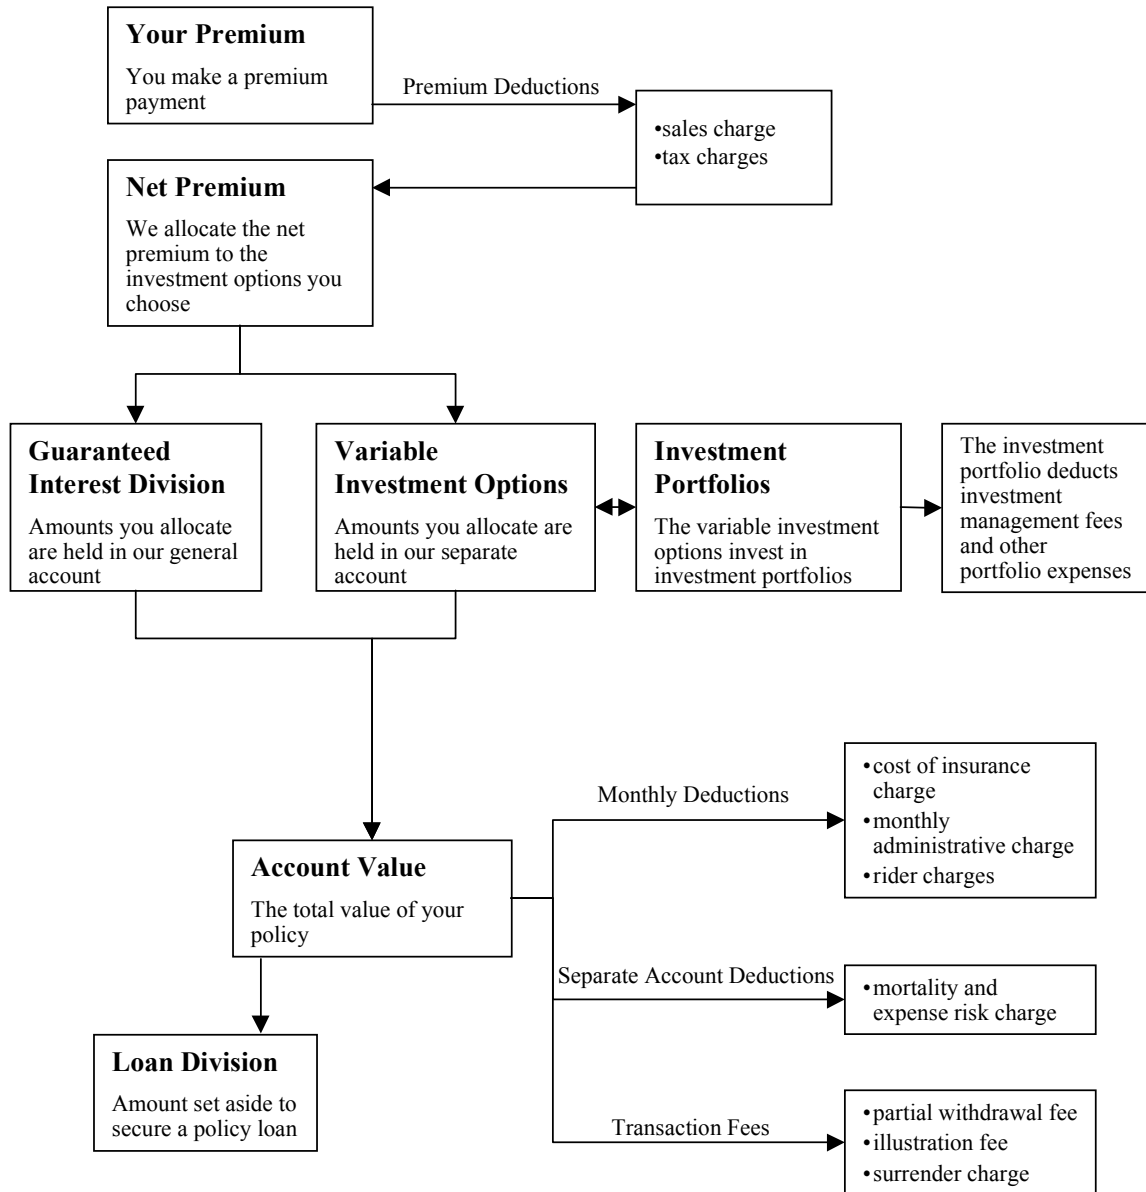 Your Premium
You make a premium
payment
Premium Deductions
•sales charge
•tax charges
Net Premium
We allocate the net
premium to the
investment options you
choose
Guaranteed
Interest Division
Amounts you allocate
are held in our general
account
Variable
Investment Options
Amounts you allocate are
held in our separate
account
Investment
Portfolios
The variable investment
options invest in
investment portfolios
The investment
portfolio deducts
investment
management fees
and other
portfolio expenses
Account Value
The total value of your
policy
Monthly Deductions
•cost of insurance
charge
•monthly
administrative charge
•rider charges
Separate Account Deductions
•mortality and
expense risk charge
Loan Division
Amount set aside to
secure a policy loan
Transaction Fees
•partial withdrawal fee
•illustration fee
•surrender charge